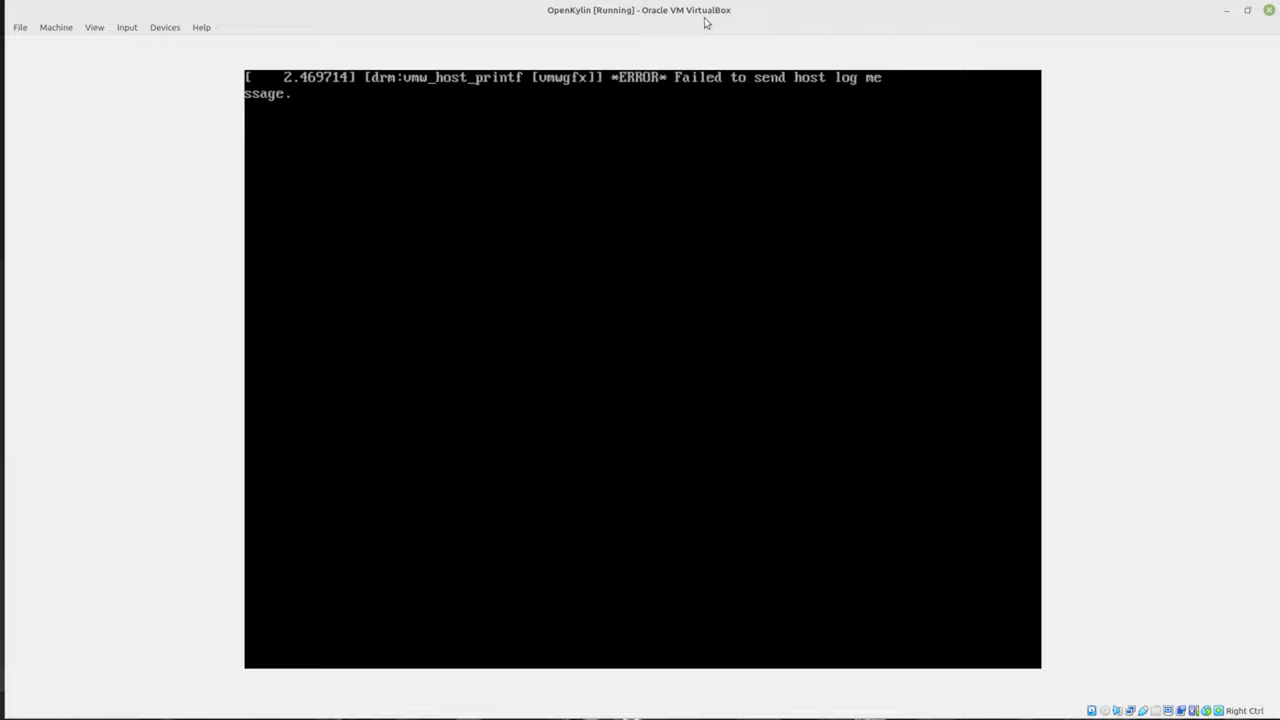 OpenKylin [Running] - Oracle VM VirtualBox
File Machine View Input Devices Help
[    2.469714] [drm:vmw_host_printf [vmwgfx]] *ERROR* Failed to send host log me
ssage.
Right Ctrl